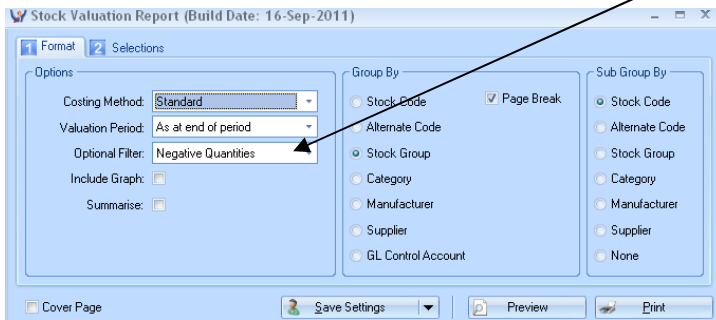 Stock Valuation Report (Build Date: 16-Sep-2011)
1 Format 2 Selections
Options
Costing Method: Standard
Valuation Period: As at end of period
Optional Filter: Negative Quantities
Include Graph:
Summarise:
Group By
Stock Code Page Break
Alternate Code
Stock Group
Category
Manufacturer
Supplier
GL Control Account
Sub Group By
Stock Code
Alternate Code
Stock Group
Category
Manufacturer
Supplier
None
Cover Page Save Settings Preview Print